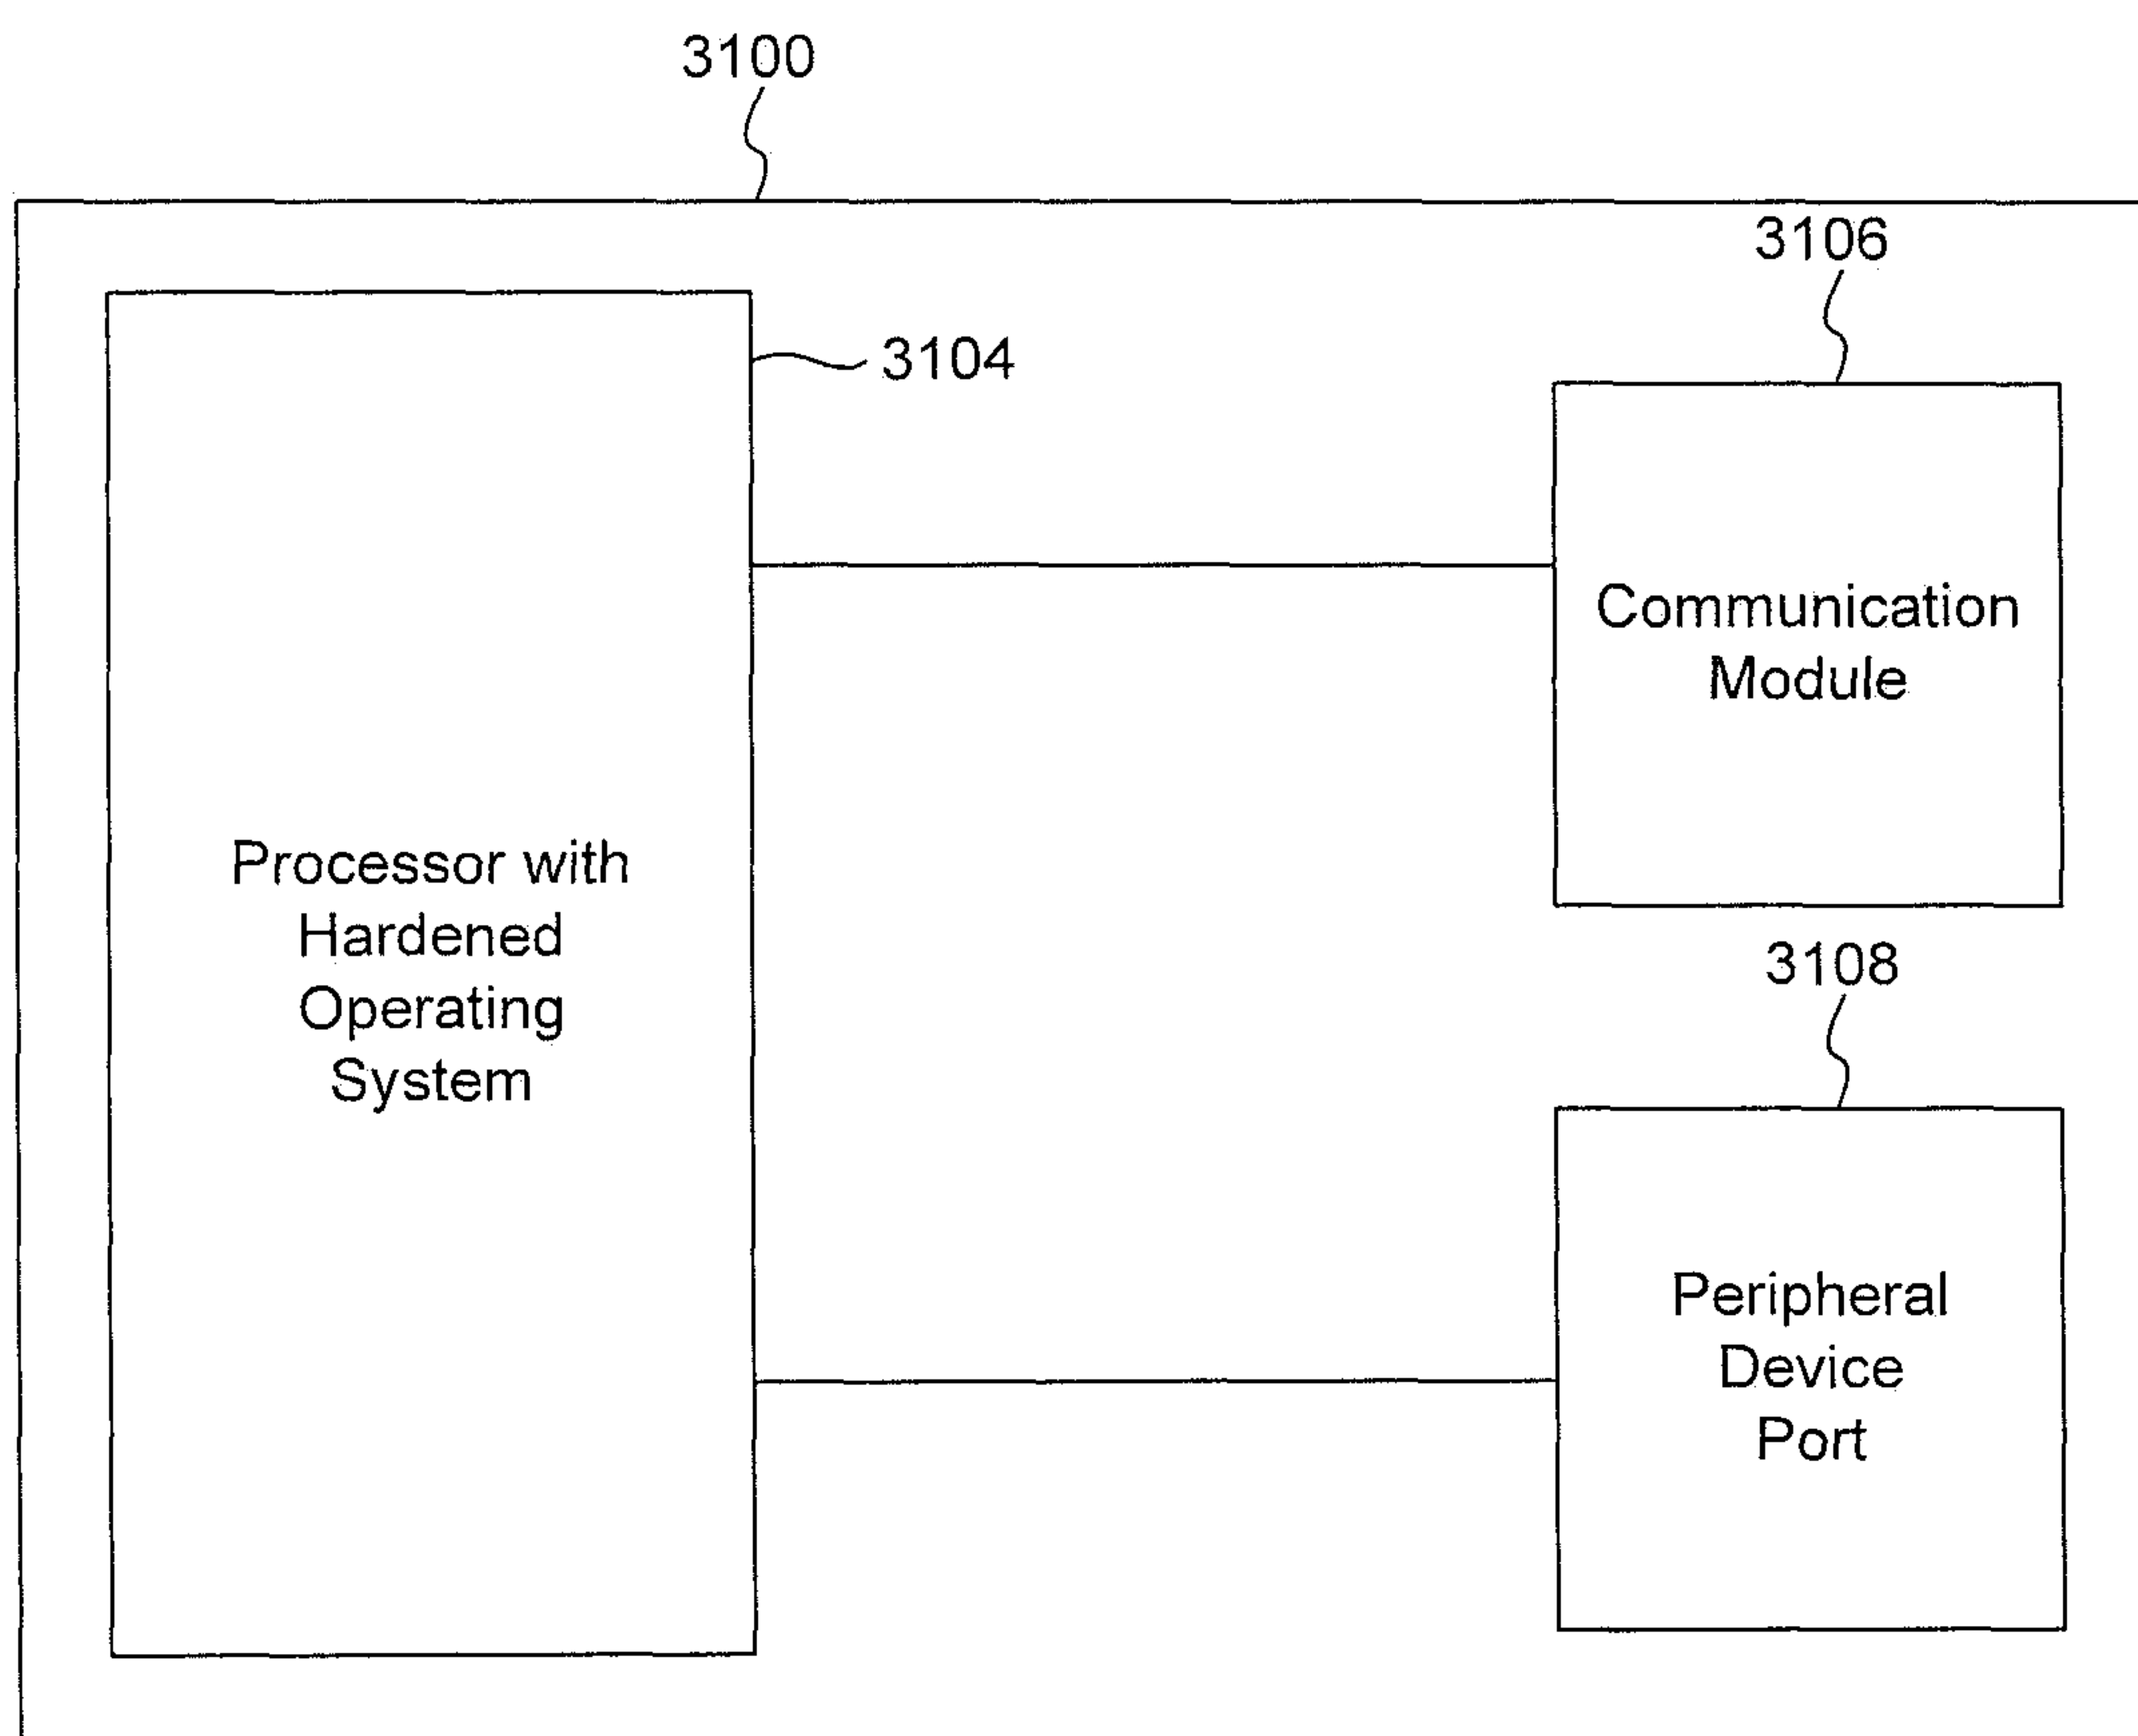 3100
3106
3104
Communication
Module
Processor with
Hardened
Operating
System
3108
Peripheral
Device
Port